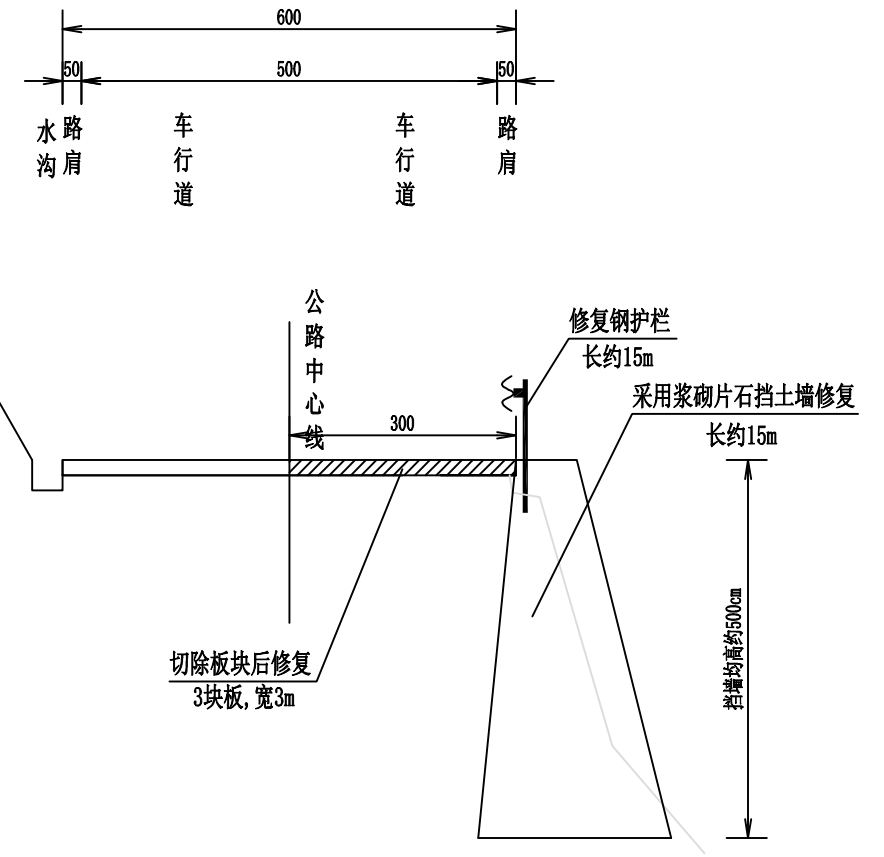 600
50
500
50
水沟
路肩
车行道
车行道
路肩
公路中心线
修复钢护栏
长约15m
采用浆砌片石挡土墙修复
长约15m
300
挡墙均高约500cm
切除板块后修复
3块板,宽3m